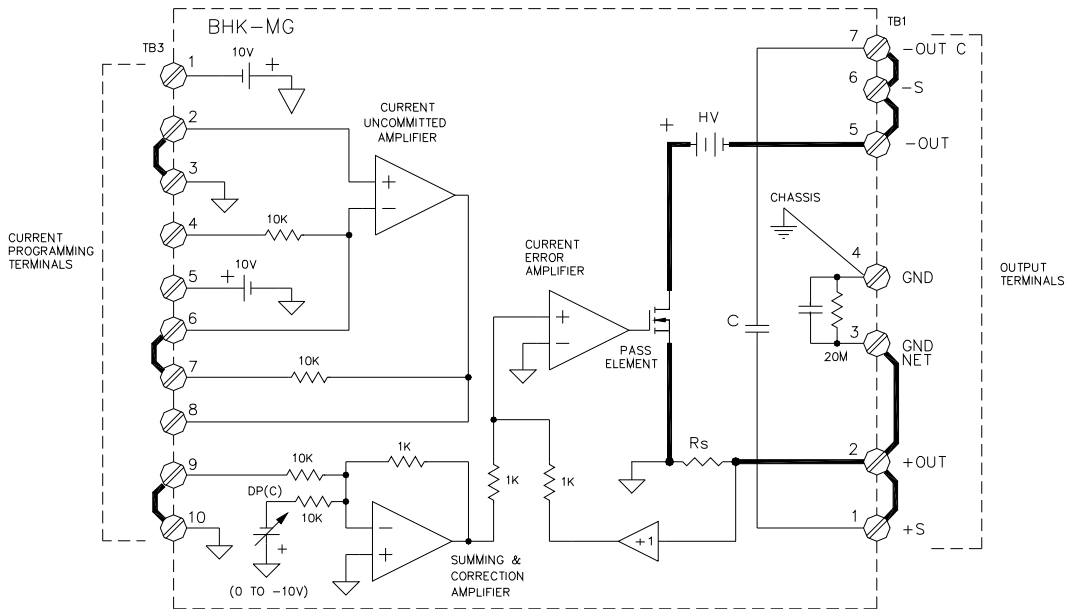 BHK-MG
TB3
TB1
1
10V
+
2
3
4
10K
5
+
10V
6
7
10K
8
9
10K
10
DP(C)
10K
+
(0 TO -10V)
1K
-
+
SUMMING &
CORRECTION
AMPLIFIER
CURRENT
PROGRAMMING
TERMINALS
CURRENT
UNCOMMITTED
AMPLIFIER
+
-
CURRENT
ERROR
AMPLIFIER
+
-
1K
1K
+1
PASS
ELEMENT
+
HV
Rs
C
CHASSIS
20M
7
-OUT C
6
-S
5
-OUT
4
GND
3
GND
NET
2
+OUT
1
+S
OUTPUT
TERMINALS